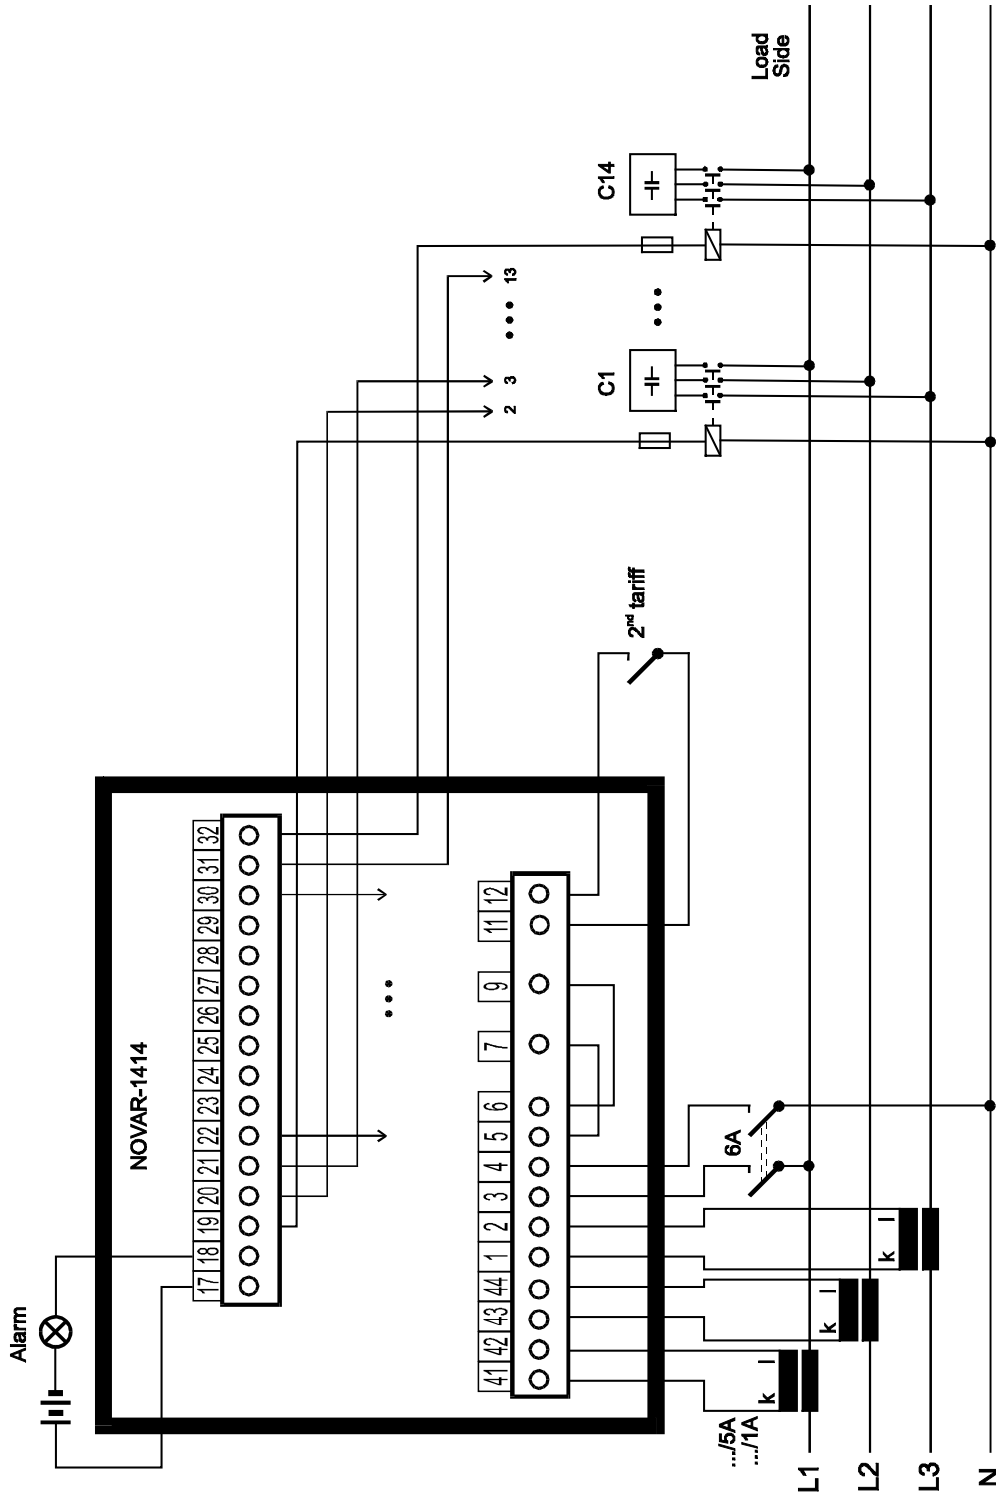 Alarm
NOVAR-1414
17 18 19 20 21 22 23 24 25 26 27 28 29 30 31 32
41 42 43 44 1 2 3 4 5 6 7 9 11 12
2 3 13
C1 C14
2nd tariff
6A
.../5A
.../1A
k l
k l
k l
Load
Side
L1
L2
L3
N